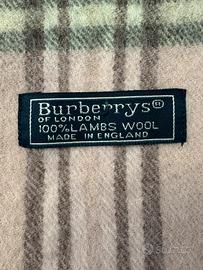 Burberrys®
OF LONDON
100% LAMBS WOOL
MADE IN ENGLAND